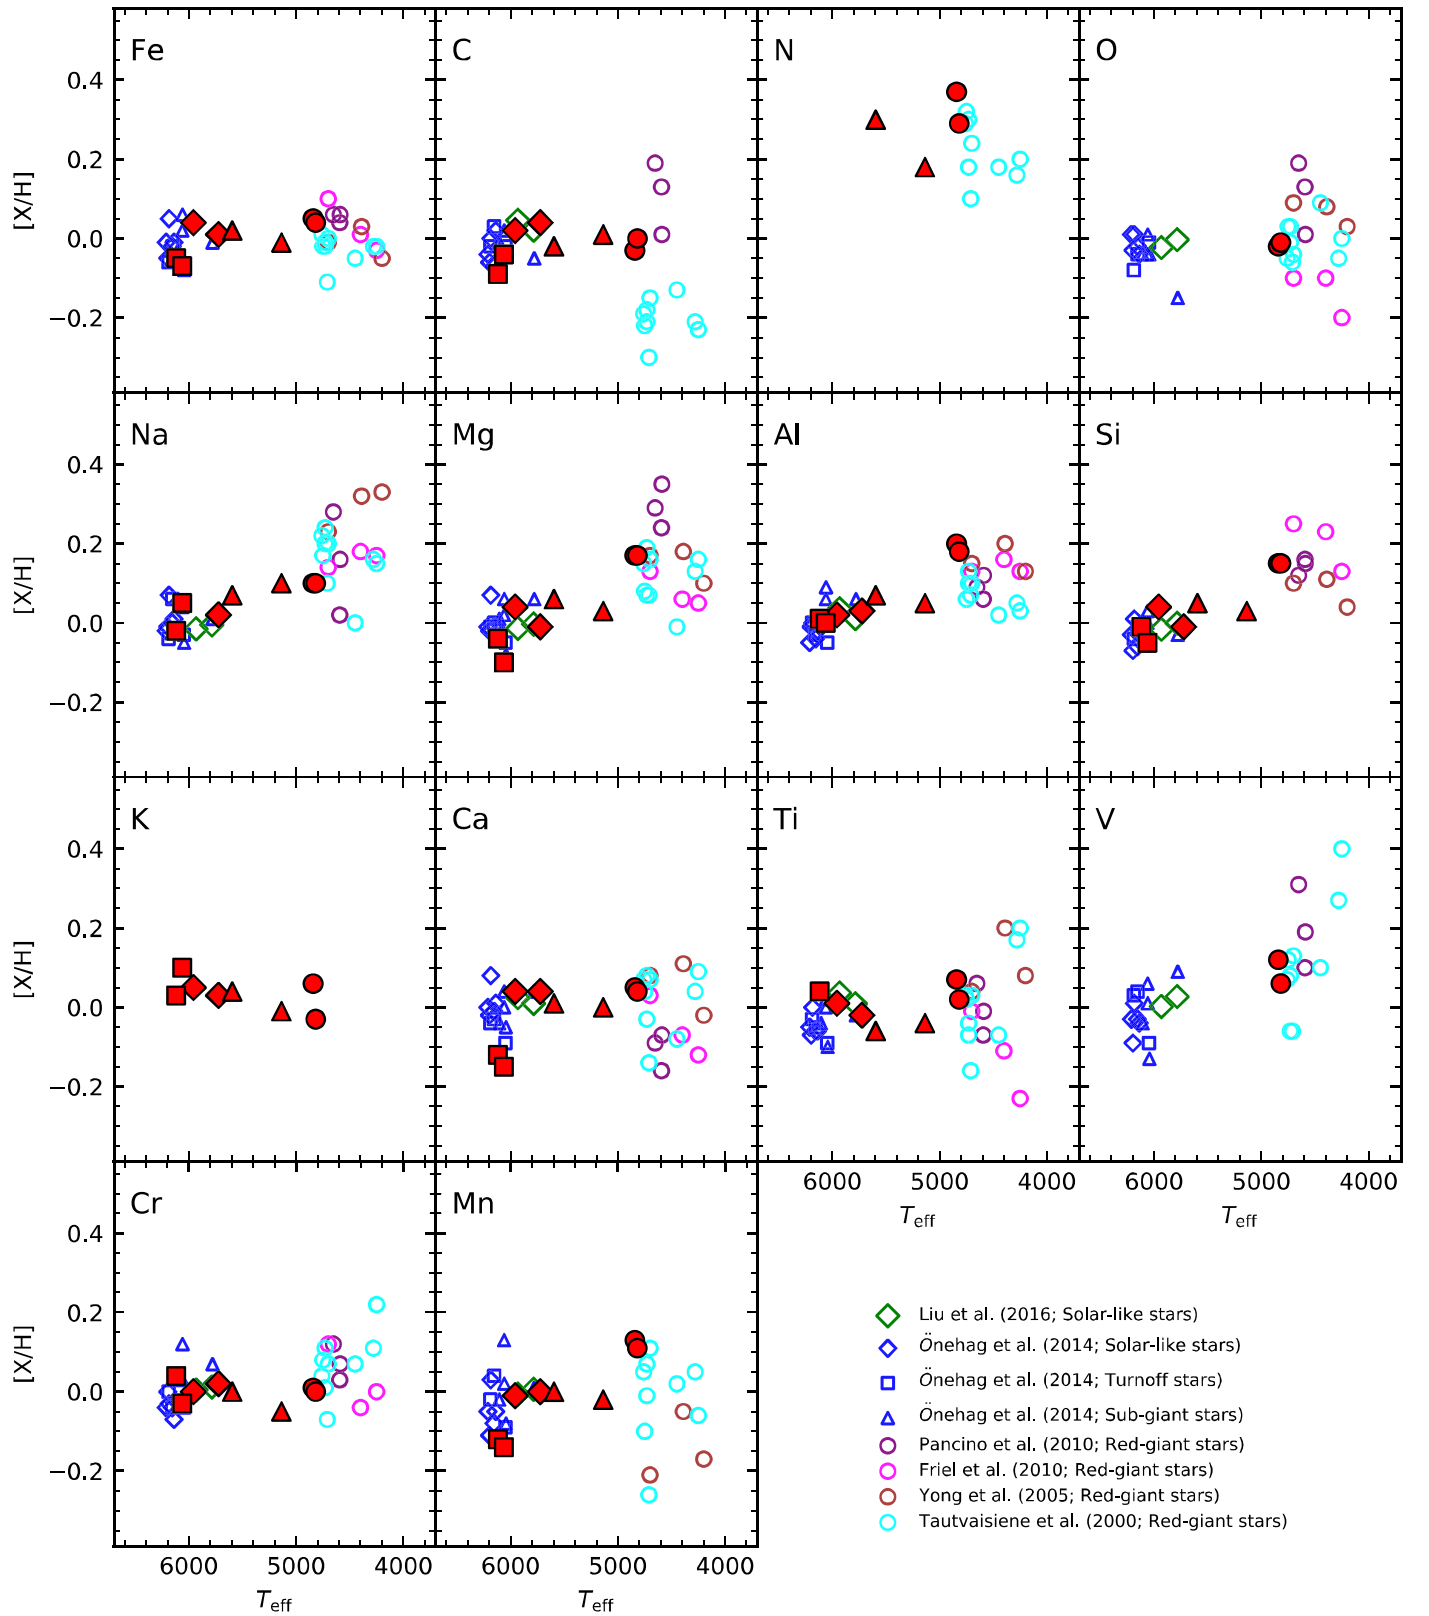 Fe
C
N
O
0.4
0.2
0.0
−0.2
[X/H]
Na
Mg
Al
Si
0.4
0.2
0.0
−0.2
[X/H]
K
Ca
Ti
V
0.4
0.2
0.0
−0.2
[X/H]
6000 5000 4000
T_eff
6000 5000 4000
T_eff
Cr
Mn
0.4
0.2
0.0
−0.2
[X/H]
6000 5000 4000
T_eff
6000 5000 4000
T_eff
Liu et al. (2016; Solar-like stars)
Önehag et al. (2014; Solar-like stars)
Önehag et al. (2014; Turnoff stars)
Önehag et al. (2014; Sub-giant stars)
Pancino et al. (2010; Red-giant stars)
Friel et al. (2010; Red-giant stars)
Yong et al. (2005; Red-giant stars)
Tautvaisiene et al. (2000; Red-giant stars)